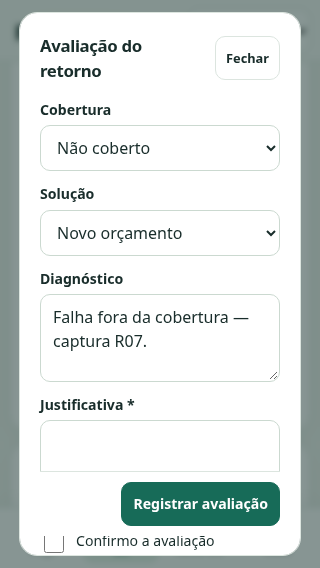 Avaliação do
retorno
Fechar
Cobertura
Não coberto
Solução
Novo orçamento
Diagnóstico
Falha fora da cobertura —
captura R07.
Justificativa *
Registrar avaliação
Confirmo a avaliação